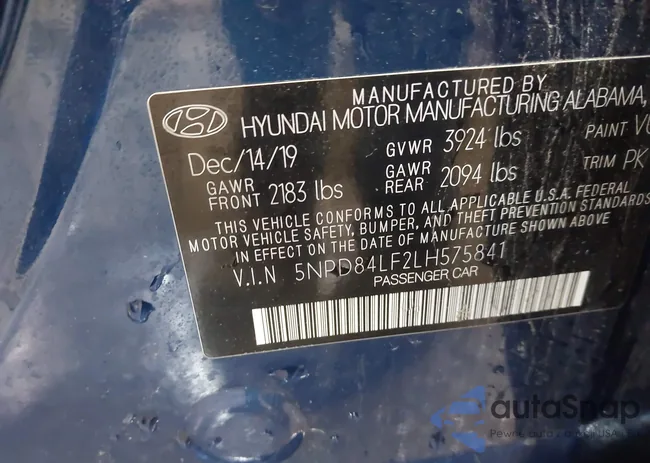 MANUFACTURED BY
HYUNDAI MOTOR MANUFACTURING ALABAMA,
Dec/14/19 GVWR 3924 lbs PAINT
GAWR FRONT 2183 lbs GAWR REAR 2094 lbs TRIM PK
THIS VEHICLE CONFORMS TO ALL APPLICABLE U.S.A. FEDERAL
MOTOR VEHICLE SAFETY, BUMPER, AND THEFT PREVENTION STANDARDS
IN EFFECT ON THE DATE OF MANUFACTURE SHOWN ABOVE
V.I.N 5NPD84LF2LH575841
PASSENGER CAR
autaSnap